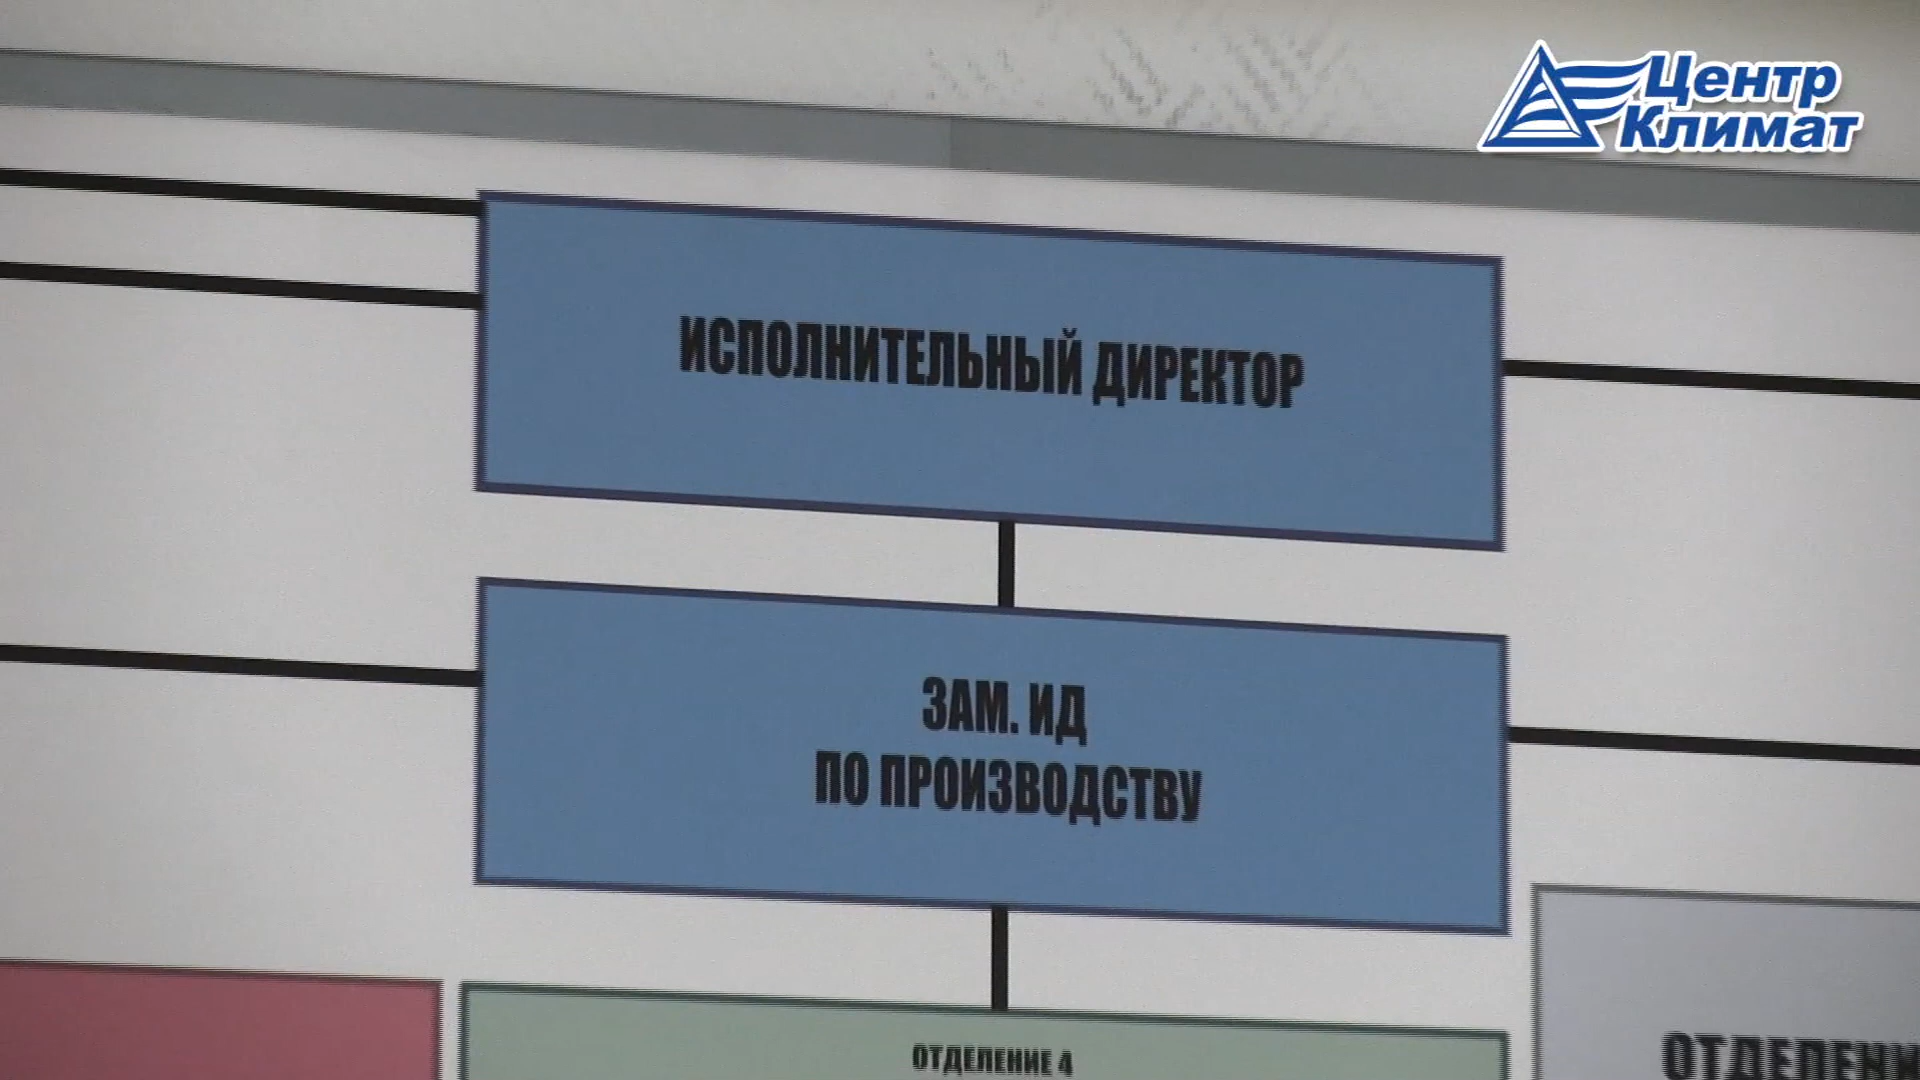 Центр
Климат
ИСПОЛНИТЕЛЬНЫЙ ДИРЕКТОР
ЗАМ. ИД
ПО ПРОИЗВОДСТВУ
ОТДЕЛЕНИЕ 4